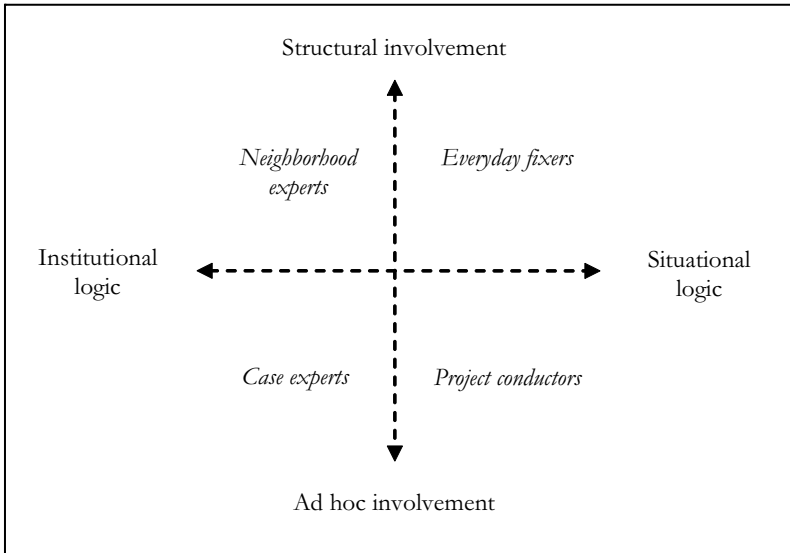 Structural involvement
Neighborhood
experts
Everyday fixers
Institutional
logic
Situational
logic
Case experts
Project conductors
Ad hoc involvement